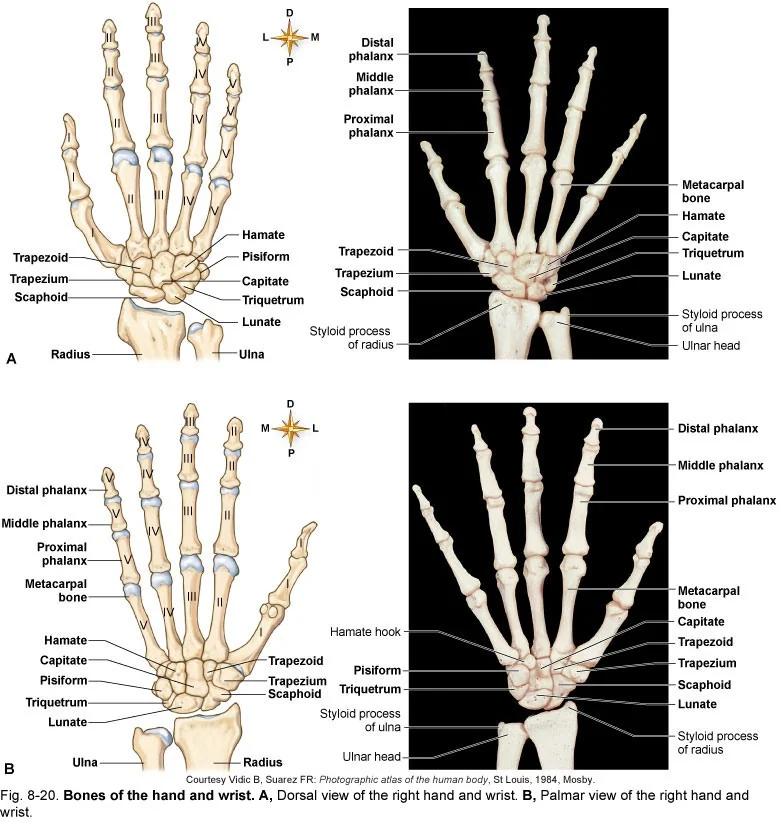 D
L M
P
III
II
IV
III
II
IV
V
V
I
II
III
IV
V
I
II
III
IV
V
I
Hamate
Trapezoid
Pisiform
Trapezium
Capitate
Scaphoid
Triquetrum
Lunate
Radius
Ulna
A
Distal
phalanx
Middle
phalanx
Proximal
phalanx
Metacarpal
bone
Hamate
Capitate
Trapezoid
Triquetrum
Trapezium
Lunate
Scaphoid
Styloid process
of radius
Styloid process
of ulna
Ulnar head
D
M L
P
III
II
IV
III
II
IV
V
V
III
II
IV
V
I
I
III
II
IV
V
I
Distal phalanx
Middle phalanx
Proximal
phalanx
Metacarpal
bone
Hamate
Capitate
Pisiform
Triquetrum
Lunate
Trapezoid
Trapezium
Scaphoid
Ulna
Radius
B
Distal phalanx
Middle phalanx
Proximal phalanx
Metacarpal
bone
Capitate
Hamate hook
Trapezoid
Pisiform
Trapezium
Triquetrum
Scaphoid
Lunate
Styloid process
of ulna
Styloid process
of radius
Ulnar head
Courtesy Vidic B, Suarez FR: Photographic atlas of the human body, St Louis, 1984, Mosby.
Fig. 8-20. Bones of the hand and wrist. A, Dorsal view of the right hand and wrist. B, Palmar view of the right hand and
wrist.